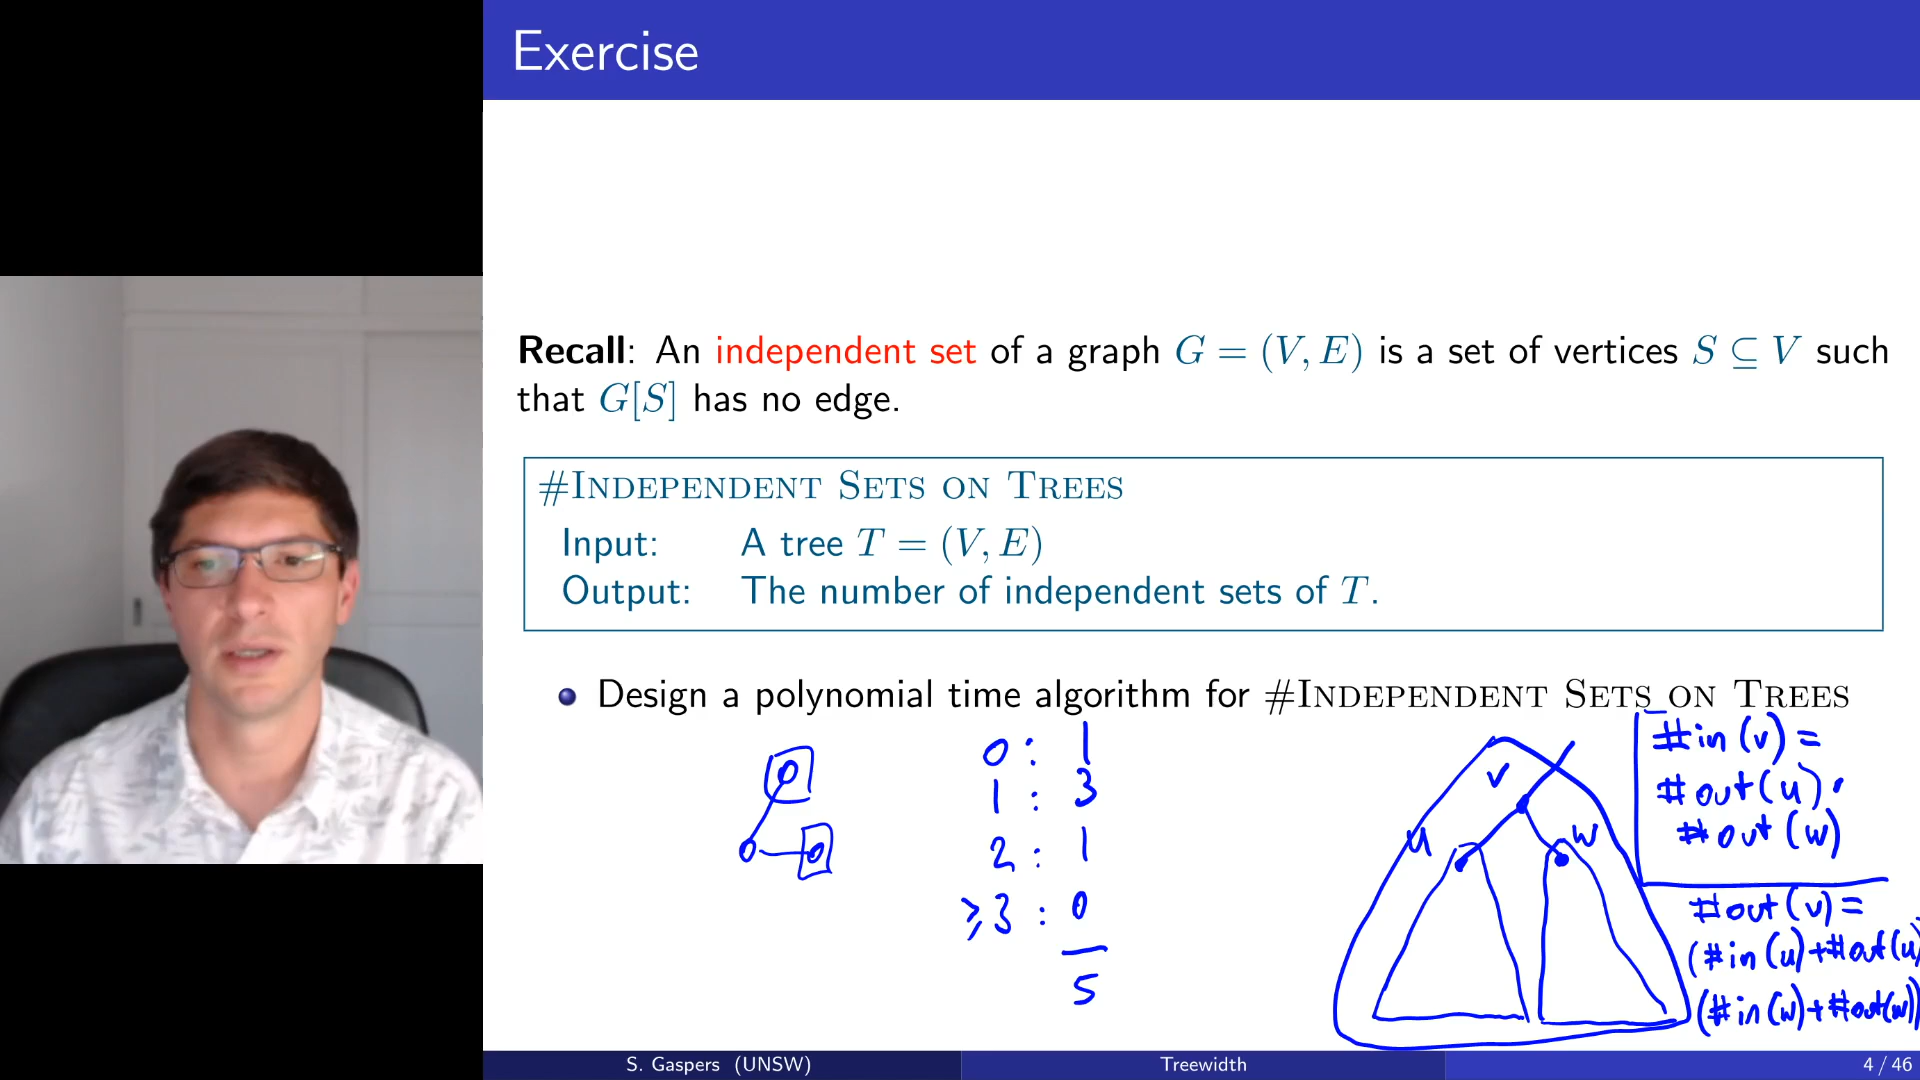 Exercise
Recall: An independent set of a graph G = (V, E) is a set of vertices S ⊆ V such
that G[S] has no edge.
#Independent Sets on Trees
Input: A tree T = (V, E)
Output: The number of independent sets of T.
Design a polynomial time algorithm for #Independent Sets on Trees
0 : 1
1 : 3
2 : 1
≥3 : 0
5
v
u
w
#in(v) =
#out(u) ·
#out(w)
#out(v) =
(#in(u)+#out(u)
(#in(w)+#out(w))
S. Gaspers (UNSW)
Treewidth
4 / 46